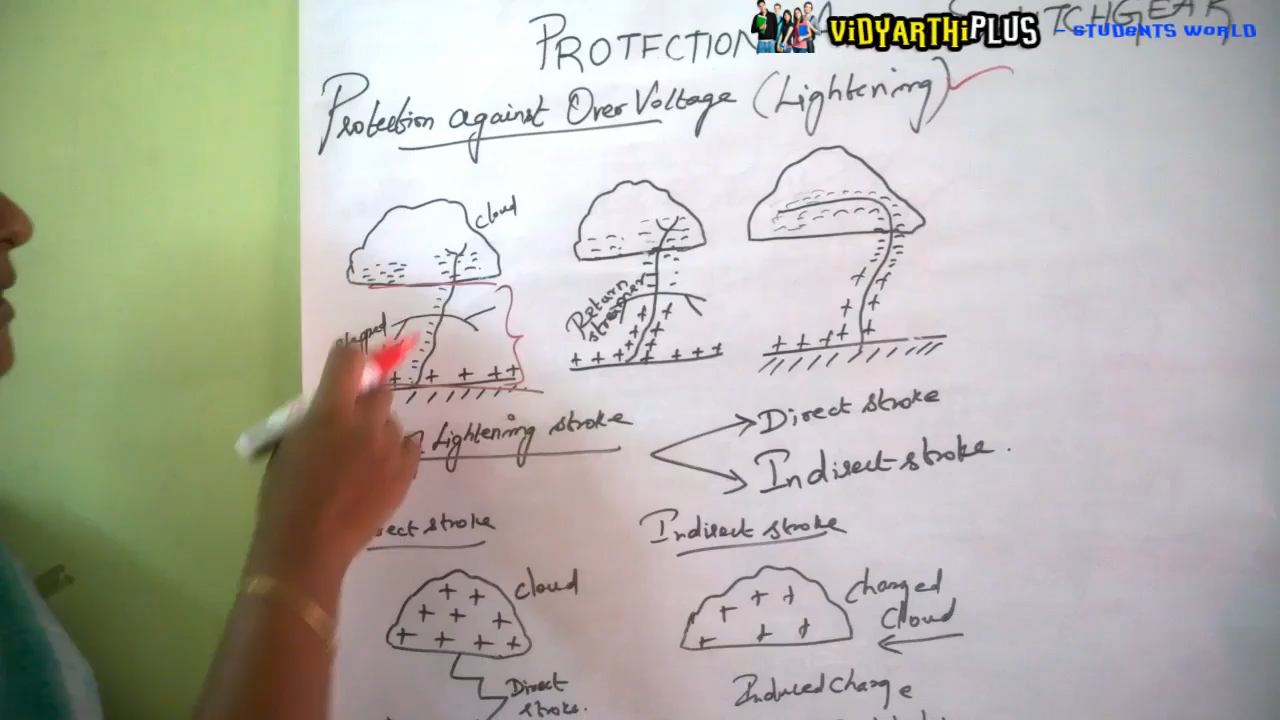 PROTECTION
ViDYARTHiPLUS - STUDENTS WORLD
Protection against Over Voltage (Lightening)
cloud
Return
streamer
Lightening stroke
Direct stroke
Indirect stroke.
Indirect stroke
cloud
charged
cloud
Direct
stroke.
Induced charge